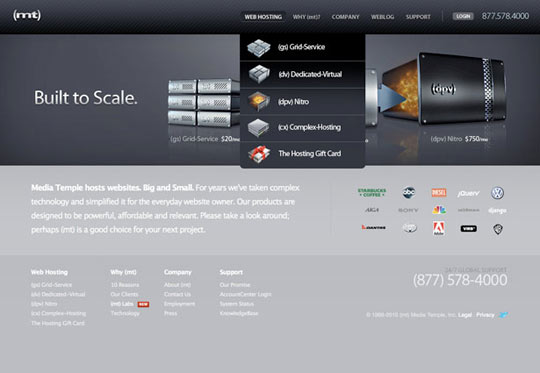 (mt)
WEB HOSTING WHY (mt)? COMPANY WEBLOG SUPPORT LOGIN 877.578.4000
(gs) Grid-Service
(dv) Dedicated-Virtual
(dpv) Nitro
(cx) Complex-Hosting
The Hosting Gift Card
Built to Scale.
(dpv)
(gs) Grid-Service $20/mo
(dpv) Nitro $750/mo
Media Temple hosts websites. Big and Small. For years we've taken complex
technology and simplified it for the everyday website owner. Our products are
designed to be powerful, affordable and relevant. Please take a look around;
perhaps (mt) is a good choice for your next project.
STARBUCKS COFFEE abc DIESEL jQuery
AIGA SONY NBC django
QANTAS Adobe VBS
24/7 GLOBAL SUPPORT
(877) 578-4000
Web Hosting
(gs) Grid-Service
(dv) Dedicated-Virtual
(dpv) Nitro
(cx) Complex-Hosting
The Hosting Gift Card
Why (mt)?
10 Reasons
Our Clients
(mt) Labs NEW
Technology
Company
About (mt)
Contact Us
Employment
Press
Support
Our Promise
AccountCenter Login
System Status
KnowledgeBase
© 1998-2010 (mt) Media Temple, Inc. Legal . Privacy